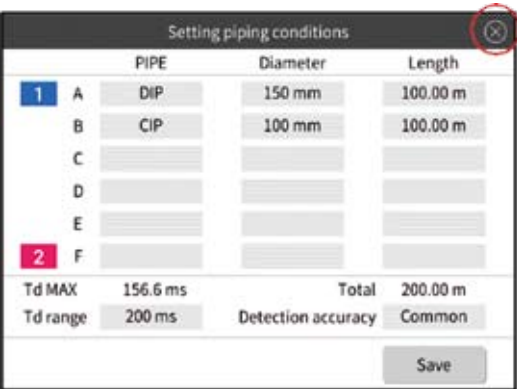 Setting piping conditions
PIPE Diameter Length
1 A DIP 150 mm 100.00 m
B CIP 100 mm 100.00 m
C
D
E
2 F
Td MAX 156.6 ms Total 200.00 m
Td range 200 ms Detection accuracy Common
Save